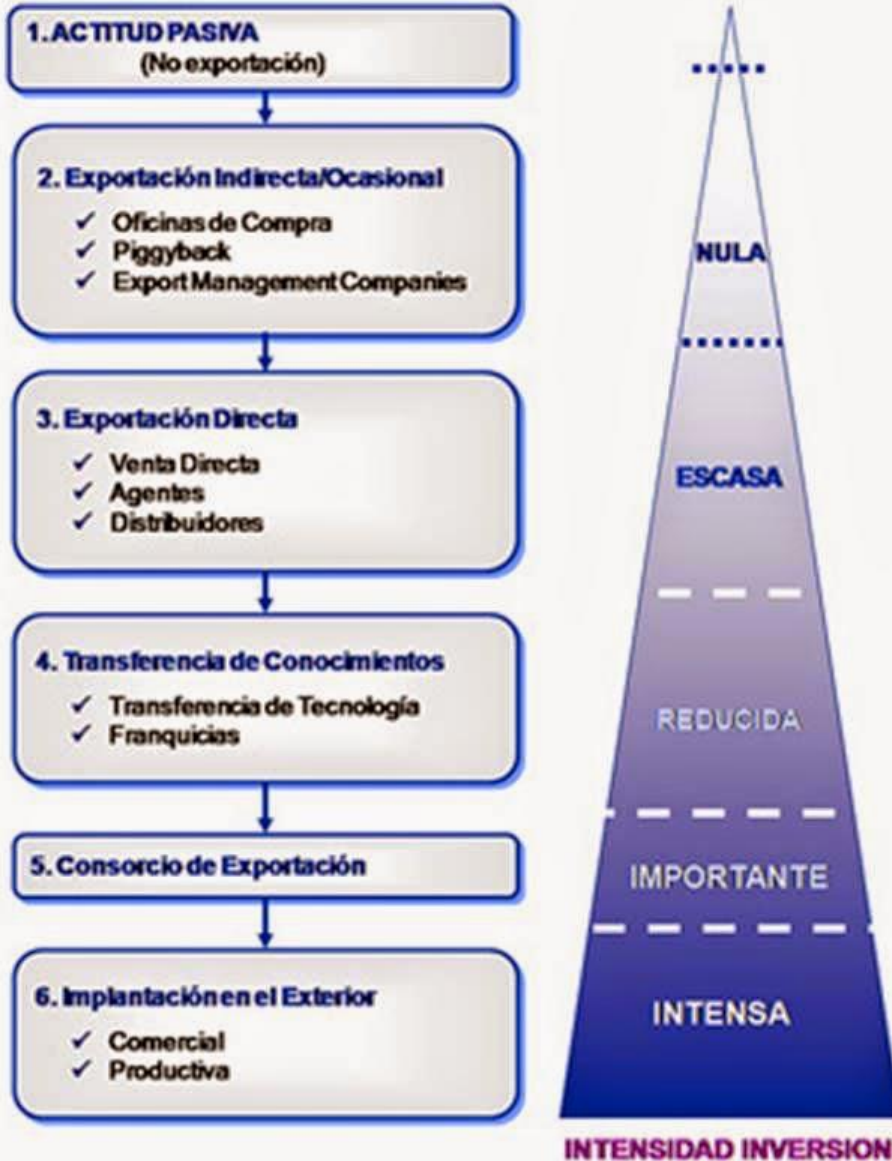 1. ACTITUD PASIVA
(No exportación)
2. Exportación Indirecta/Ocasional
✓ Oficinas de Compra
✓ Piggyback
✓ Export Management Companies
3. Exportación Directa
✓ Venta Directa
✓ Agentes
✓ Distribuidores
4. Transferencia de Conocimientos
✓ Transferencia de Tecnología
✓ Franquicias
5. Consorcio de Exportación
6. Implantación en el Exterior
✓ Comercial
✓ Productiva
NULA
ESCASA
REDUCIDA
IMPORTANTE
INTENSA
INTENSIDAD INVERSION